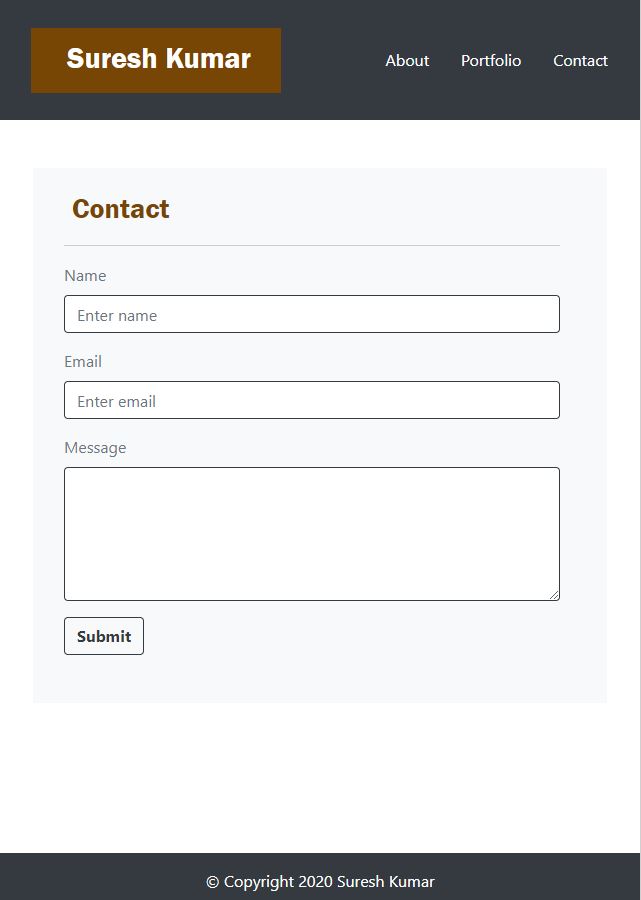 Suresh Kumar
About Portfolio Contact
Contact
Name
Enter name
Email
Enter email
Message
Submit
© Copyright 2020 Suresh Kumar